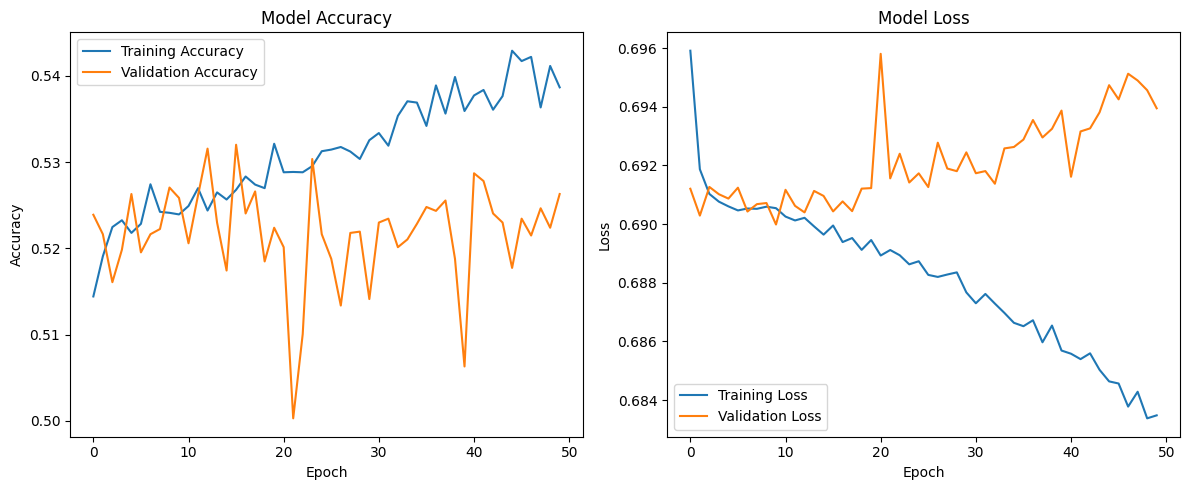 Model Accuracy
Training Accuracy
Validation Accuracy
0.54
0.53
0.52
0.51
0.50
Accuracy
0 10 20 30 40 50
Epoch
Model Loss
0.696
0.694
0.692
0.690
0.688
0.686
0.684
Loss
Training Loss
Validation Loss
0 10 20 30 40 50
Epoch